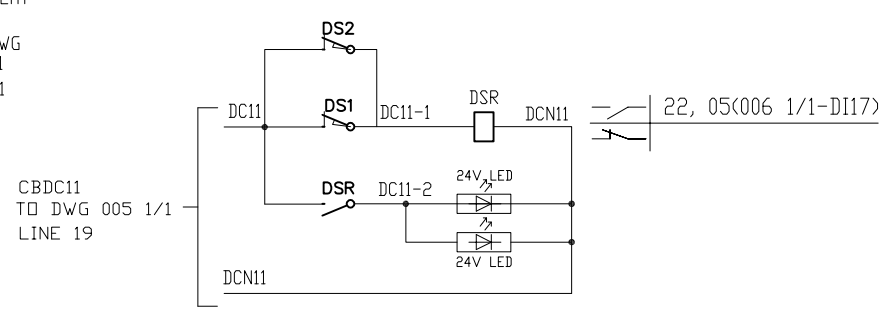 DS2
DC11
DS1
DC11-1
DSR
DCN11
22, 05(006 1/1-DI17)
24V LED
DSR
DC11-2
24V LED
CBDC11
TO DWG 005 1/1
LINE 19
DCN11